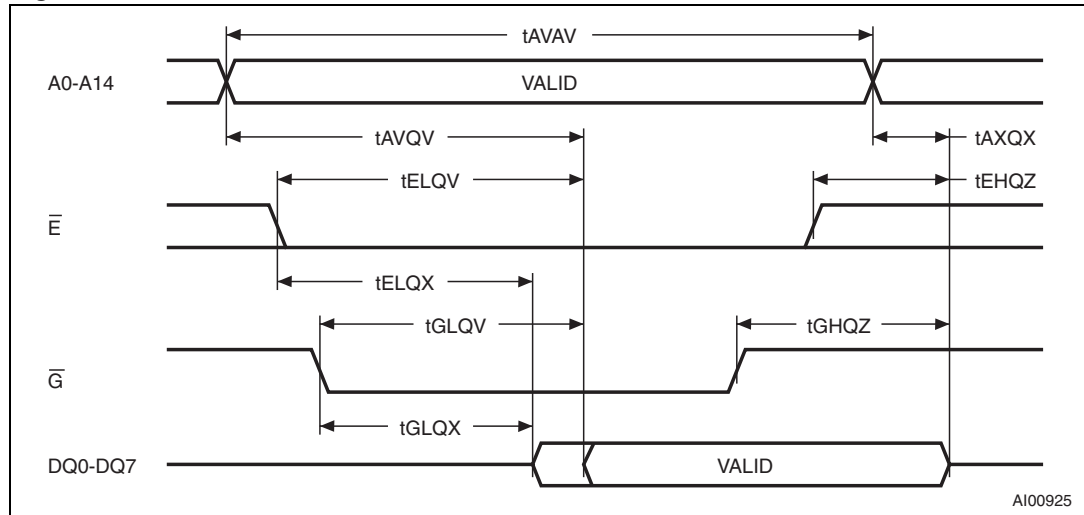 tAVAV
A0-A14
VALID
tAVQV
tAXQX
tELQV
tEHQZ
E̅
tELQX
tGLQV
tGHQZ
G̅
tGLQX
DQ0-DQ7
VALID
AI00925